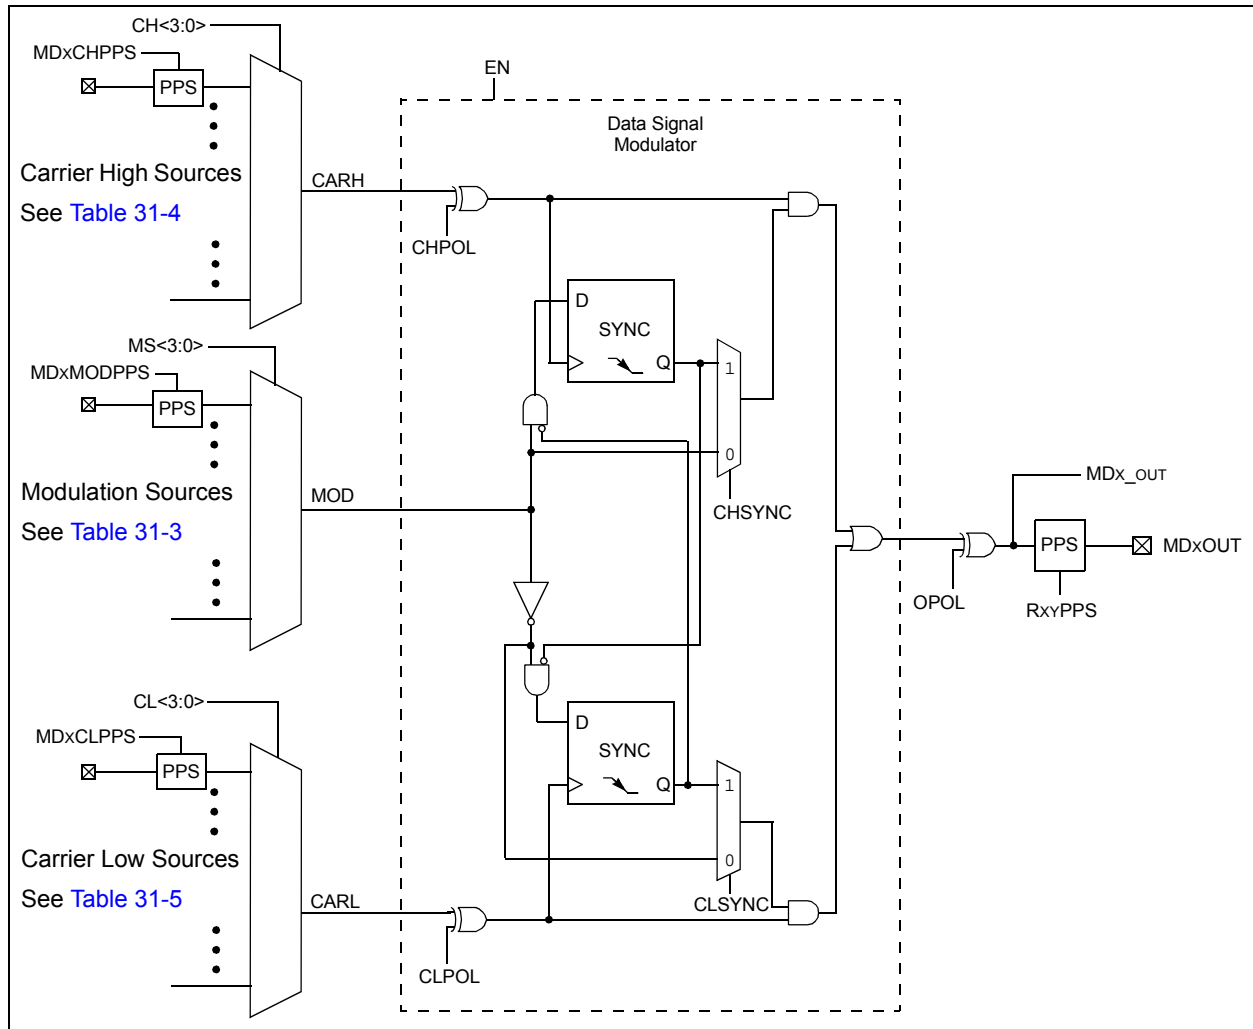 CH<3:0>
MDxCHPPS
PPS
Carrier High Sources
See Table 31-4
CARH
CHPOL
EN
Data Signal
Modulator
D
SYNC
Q
1
0
CHSYNC
MS<3:0>
MDxMODPPS
PPS
Modulation Sources
See Table 31-3
MOD
MDx_OUT
PPS
MDxOUT
OPOL
RxyPPS
CL<3:0>
MDxCLPPS
PPS
Carrier Low Sources
See Table 31-5
CARL
CLPOL
D
SYNC
Q
1
0
CLSYNC